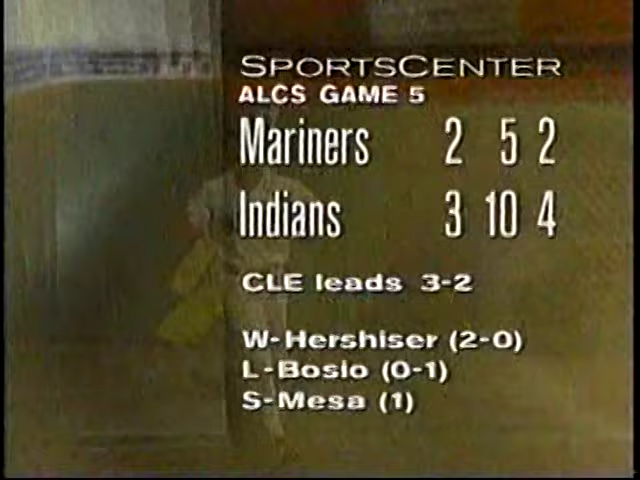 SPORTSCENTER
ALCS GAME 5
Mariners 2 5 2
Indians 3 10 4
CLE leads 3-2
W-Hershiser (2-0)
L-Bosio (0-1)
S-Mesa (1)